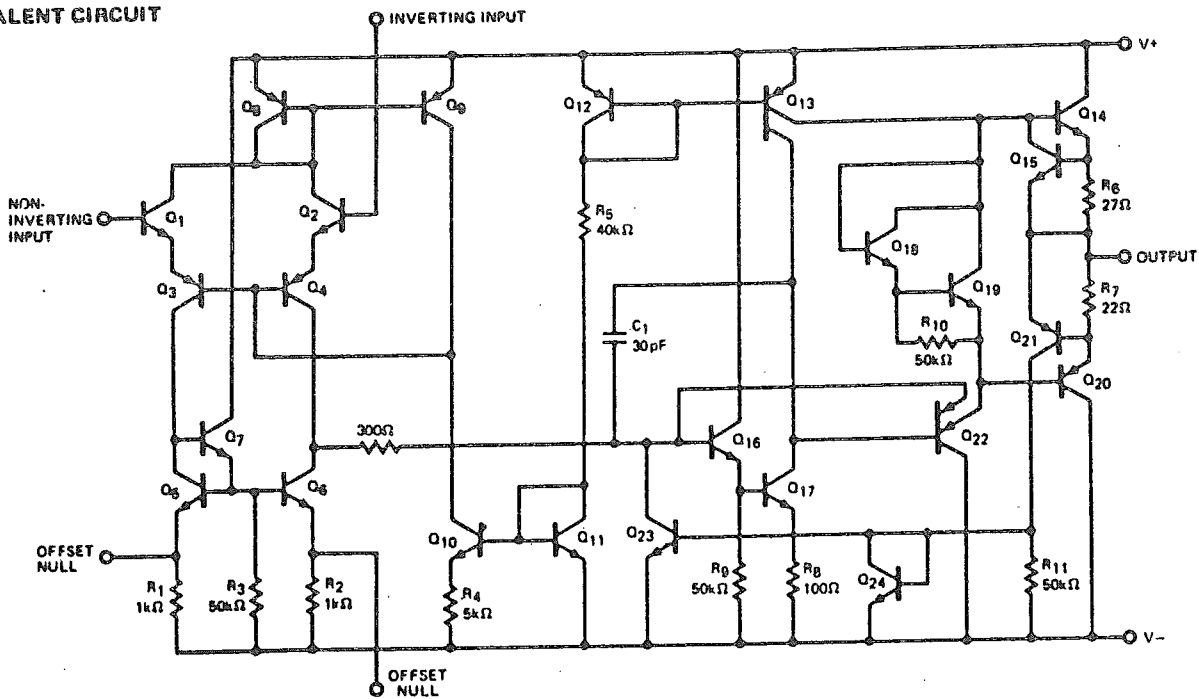 ALENT CIRCUIT
INVERTING INPUT
V+
Q8
Q9
Q12
Q13
Q14
Q15
R6
27Ω
NON-
INVERTING
INPUT
Q1
Q2
R5
40kΩ
Q18
OUTPUT
Q3
Q4
Q19
R7
22Ω
C1
30pF
R10
50kΩ
Q21
Q20
Q7
300Ω
Q16
Q22
Q5
Q6
Q17
OFFSET
NULL
Q10
Q11
Q23
R1
1kΩ
R3
50kΩ
R2
1kΩ
R4
5kΩ
R9
50kΩ
R8
100Ω
Q24
R11
50kΩ
V−
OFFSET
NULL